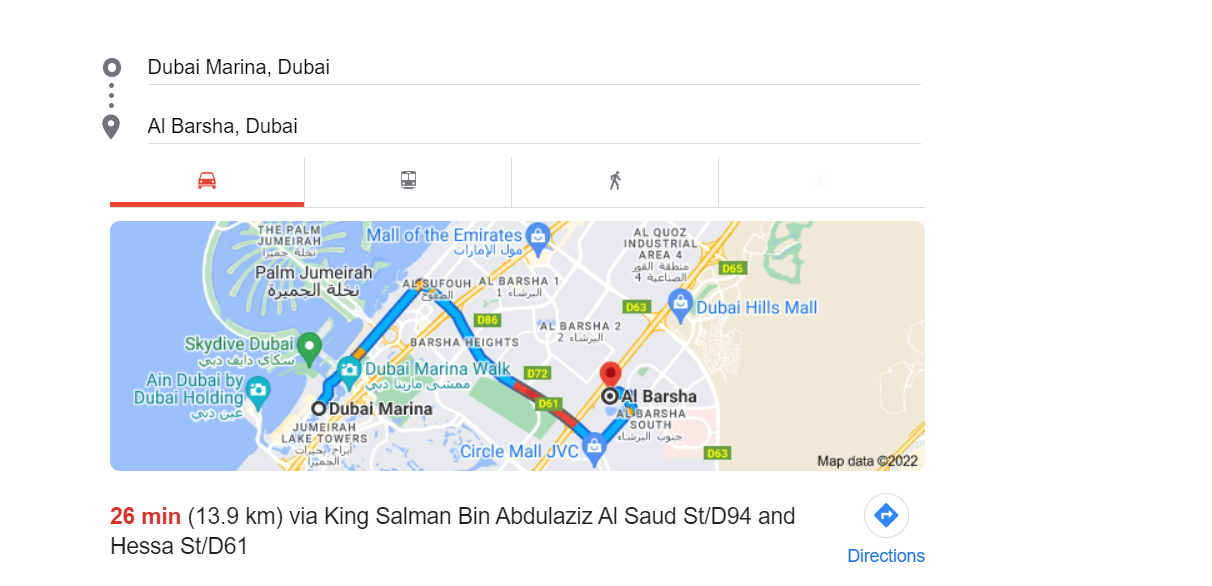 Dubai Marina, Dubai
Al Barsha, Dubai
THE PALM
JUMEIRAH
نخلة جميرا
Palm Jumeirah
نخلة الجميرة
Mall of the Emirates
مول الإمارات
AL QUOZ
INDUSTRIAL
AREA 4
منطقة القوز
الصناعية 4
D65
AL SUFOUH
الصفوح
AL BARSHA 1
البرشاء 1
D63
Dubai Hills Mall
D86
AL BARSHA 2
البرشاء 2
BARSHA HEIGHTS
Skydive Dubai
سكاي دايف دبي
Dubai Marina Walk
ممشى مارينا دبي
D72
Ain Dubai by
Dubai Holding
عين دبي
D61
Al Barsha
Dubai Marina
AL BARSHA
SOUTH
جنوب البرشاء
JUMEIRAH
LAKE TOWERS
أبراج بحيرات
الجميرا
Circle Mall JVC
D63
Map data ©2022
26 min (13.9 km) via King Salman Bin Abdulaziz Al Saud St/D94 and
Hessa St/D61
Directions